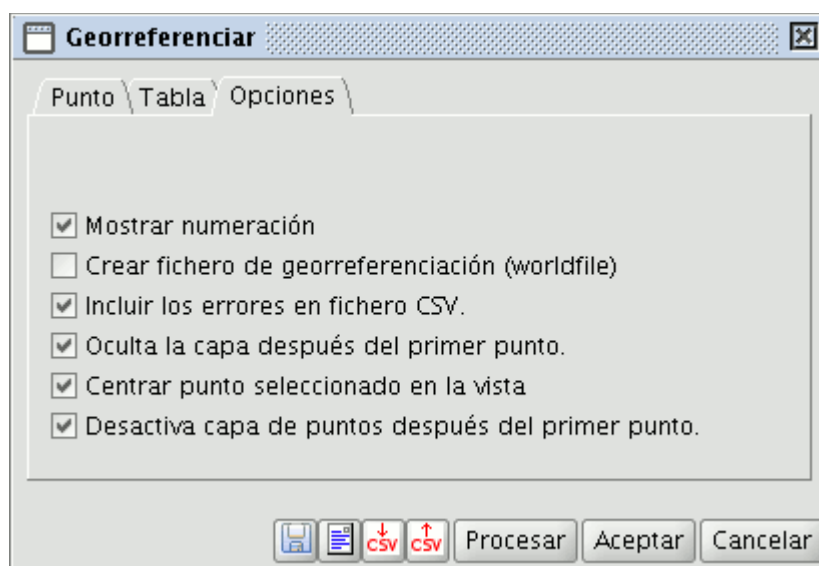 Georreferenciar
Punto Tabla Opciones
Mostrar numeración
Crear fichero de georreferenciación (worldfile)
Incluir los errores en fichero CSV.
Oculta la capa después del primer punto.
Centrar punto seleccionado en la vista
Desactiva capa de puntos después del primer punto.
CSV CSV Procesar Aceptar Cancelar